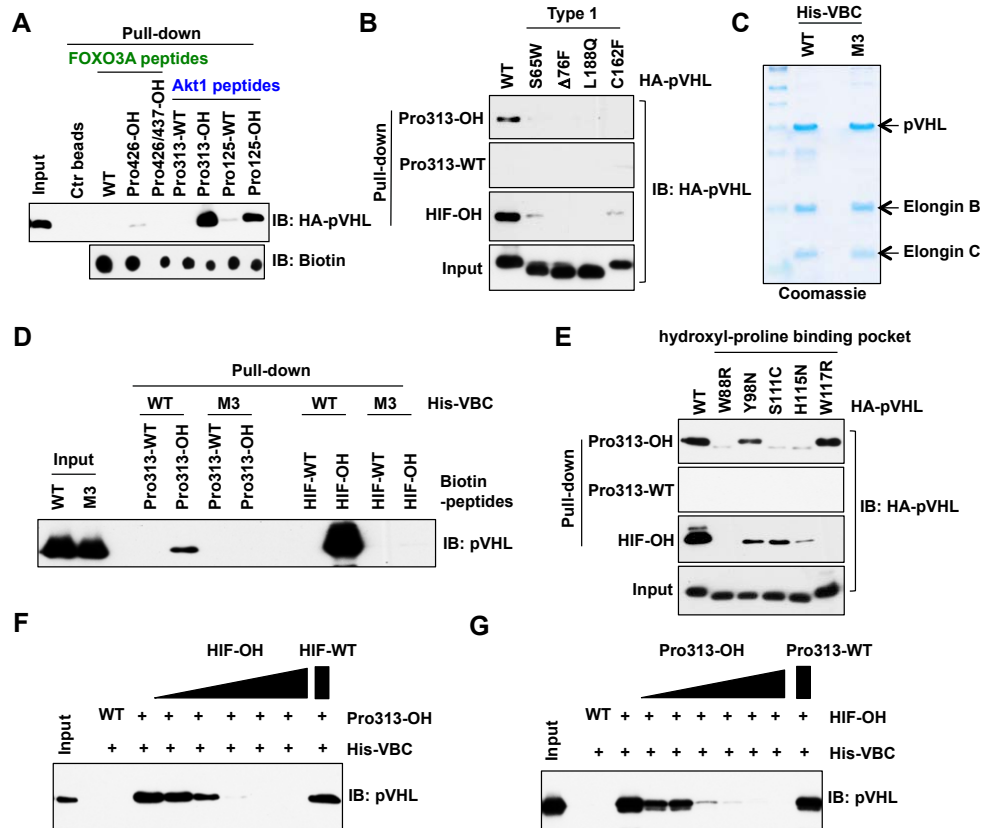 A
Pull-down
FOXO3A peptides
Akt1 peptides
Input
Ctr beads
WT
Pro426-OH
Pro426/437-OH
Pro313-WT
Pro313-OH
Pro125-WT
Pro125-OH
IB: HA-pVHL
IB: Biotin
B
Type 1
WT
S65W
Δ76F
L188Q
C162F
HA-pVHL
Pull-down
Pro313-OH
Pro313-WT
HIF-OH
Input
IB: HA-pVHL
C
His-VBC
WT
M3
pVHL
Elongin B
Elongin C
Coomassie
D
Pull-down
WT M3 WT M3 His-VBC
Input
WT
M3
Pro313-WT
Pro313-OH
Pro313-WT
Pro313-OH
HIF-WT
HIF-OH
HIF-WT
HIF-OH
Biotin
-peptides
IB: pVHL
E
hydroxyl-proline binding pocket
WT
W88R
Y98N
S111C
H115N
W117R
HA-pVHL
Pull-down
Pro313-OH
Pro313-WT
HIF-OH
Input
IB: HA-pVHL
F
HIF-OH HIF-WT
Input
WT + + + + + + + Pro313-OH
+ + + + + + + + His-VBC
IB: pVHL
G
Pro313-OH Pro313-WT
Input
WT + + + + + + + HIF-OH
+ + + + + + + + His-VBC
IB: pVHL